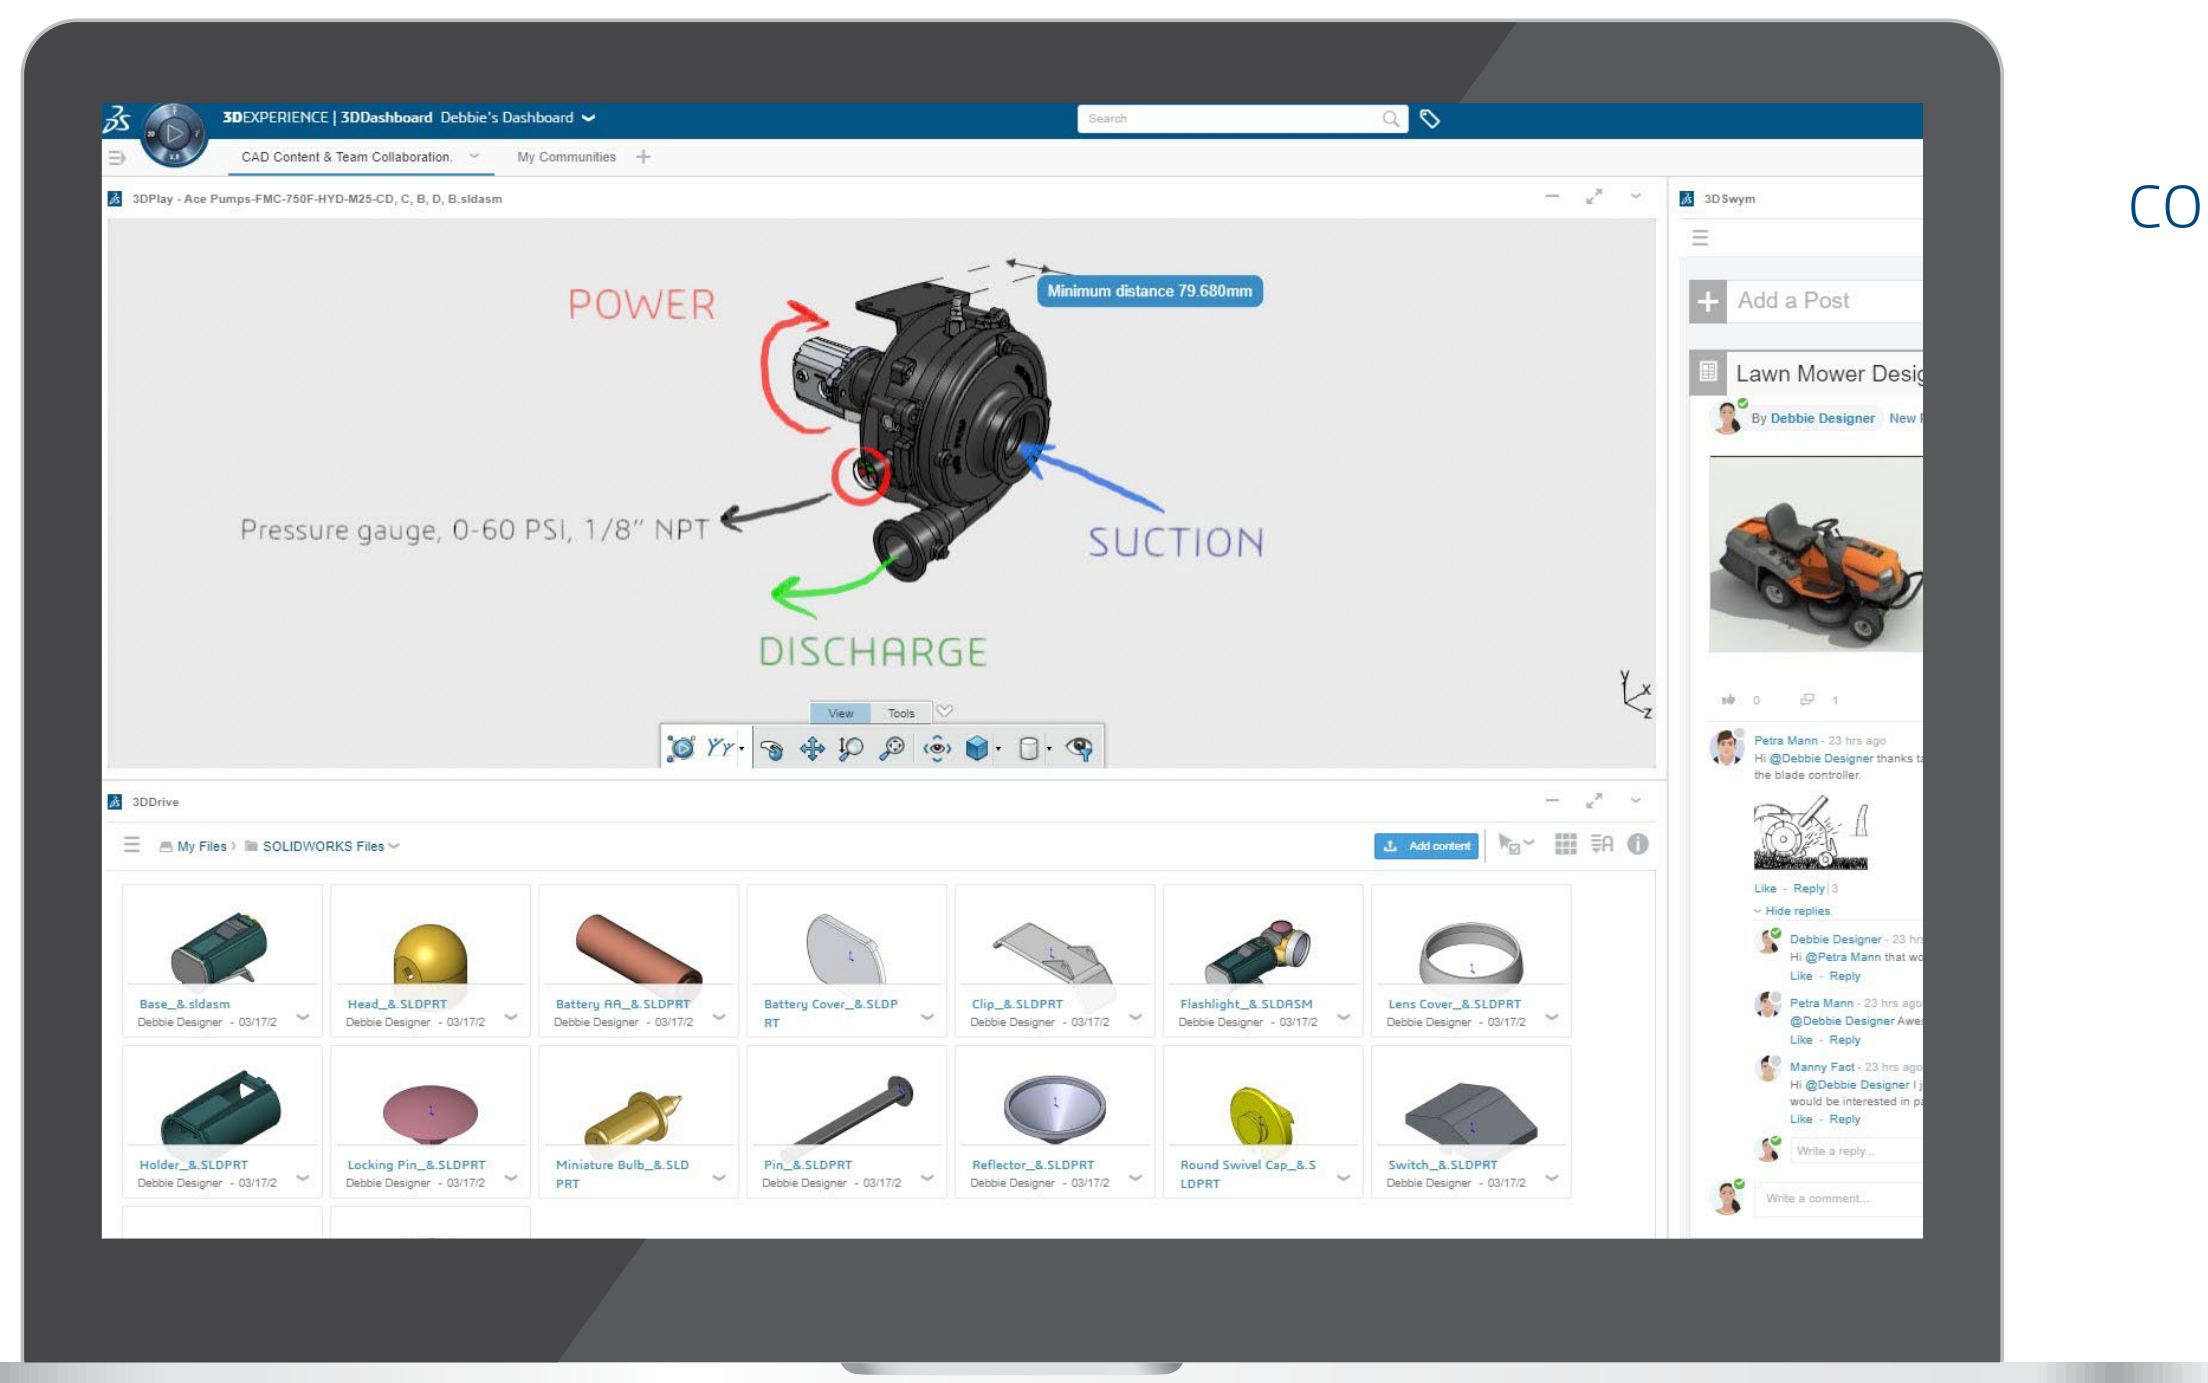 3DEXPERIENCE | 3DDashboard Debbie's Dashboard
Search
CAD Content & Team Collaboration.
My Communities
3DPlay - Ace Pumps-FMC-750F-HYD-M25-CD, C, B, D, B.sldasm
POWER
Minimum distance 79.680mm
Pressure gauge, 0-60 PSI, 1/8" NPT
SUCTION
DISCHARGE
Y
X
Z
View
Tools
3DDrive
My Files
SOLIDWORKS Files
Add content
Base_&.sldasm
Debbie Designer - 03/17/2
Head_&.SLDPRT
Debbie Designer - 03/17/2
Battery AA_&.SLDPRT
Debbie Designer - 03/17/2
Battery Cover_&.SLDP
RT
Clip_&.SLDPRT
Debbie Designer - 03/17/2
Flashlight_&.SLDASM
Debbie Designer - 03/17/2
Lens Cover_&.SLDPRT
Debbie Designer - 03/17/2
Holder_&.SLDPRT
Debbie Designer - 03/17/2
Locking Pin_&.SLDPRT
Debbie Designer - 03/17/2
Miniature Bulb_&.SLD
PRT
Pin_&.SLDPRT
Debbie Designer - 03/17/2
Reflector_&.SLDPRT
Debbie Designer - 03/17/2
Round Swivel Cap_&.S
LDPRT
Switch_&.SLDPRT
Debbie Designer - 03/17/2
3DSwym
Add a Post
Lawn Mower Desig
By Debbie Designer New
0
1
Petra Mann - 23 hrs ago
Hi @Debbie Designer thanks ta
the blade controller.
Like - Reply 3
Hide replies
Debbie Designer - 23 hrs
Hi @Petra Mann that wo
Like - Reply
Petra Mann - 23 hrs ago
@Debbie Designer Awe
Like - Reply
Manny Fact - 23 hrs ago
Hi @Debbie Designer I j
would be interested in pa
Like - Reply
Write a reply...
Write a comment...
CO